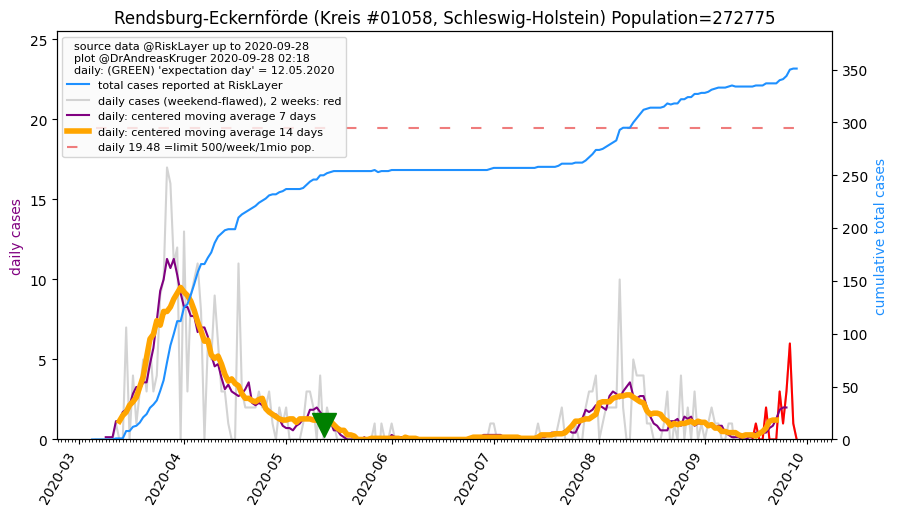 Rendsburg-Eckernförde (Kreis #01058, Schleswig-Holstein) Population=272775
source data @RiskLayer up to 2020-09-28
plot @DrAndreasKruger 2020-09-28 02:18
daily: (GREEN) 'expectation day' = 12.05.2020
total cases reported at RiskLayer
daily cases (weekend-flawed), 2 weeks: red
daily: centered moving average 7 days
daily: centered moving average 14 days
daily 19.48 =limit 500/week/1mio pop.
daily cases
25
20
15
10
5
0
cumulative total cases
350
300
250
200
150
100
50
0
2020-03
2020-04
2020-05
2020-06
2020-07
2020-08
2020-09
2020-10